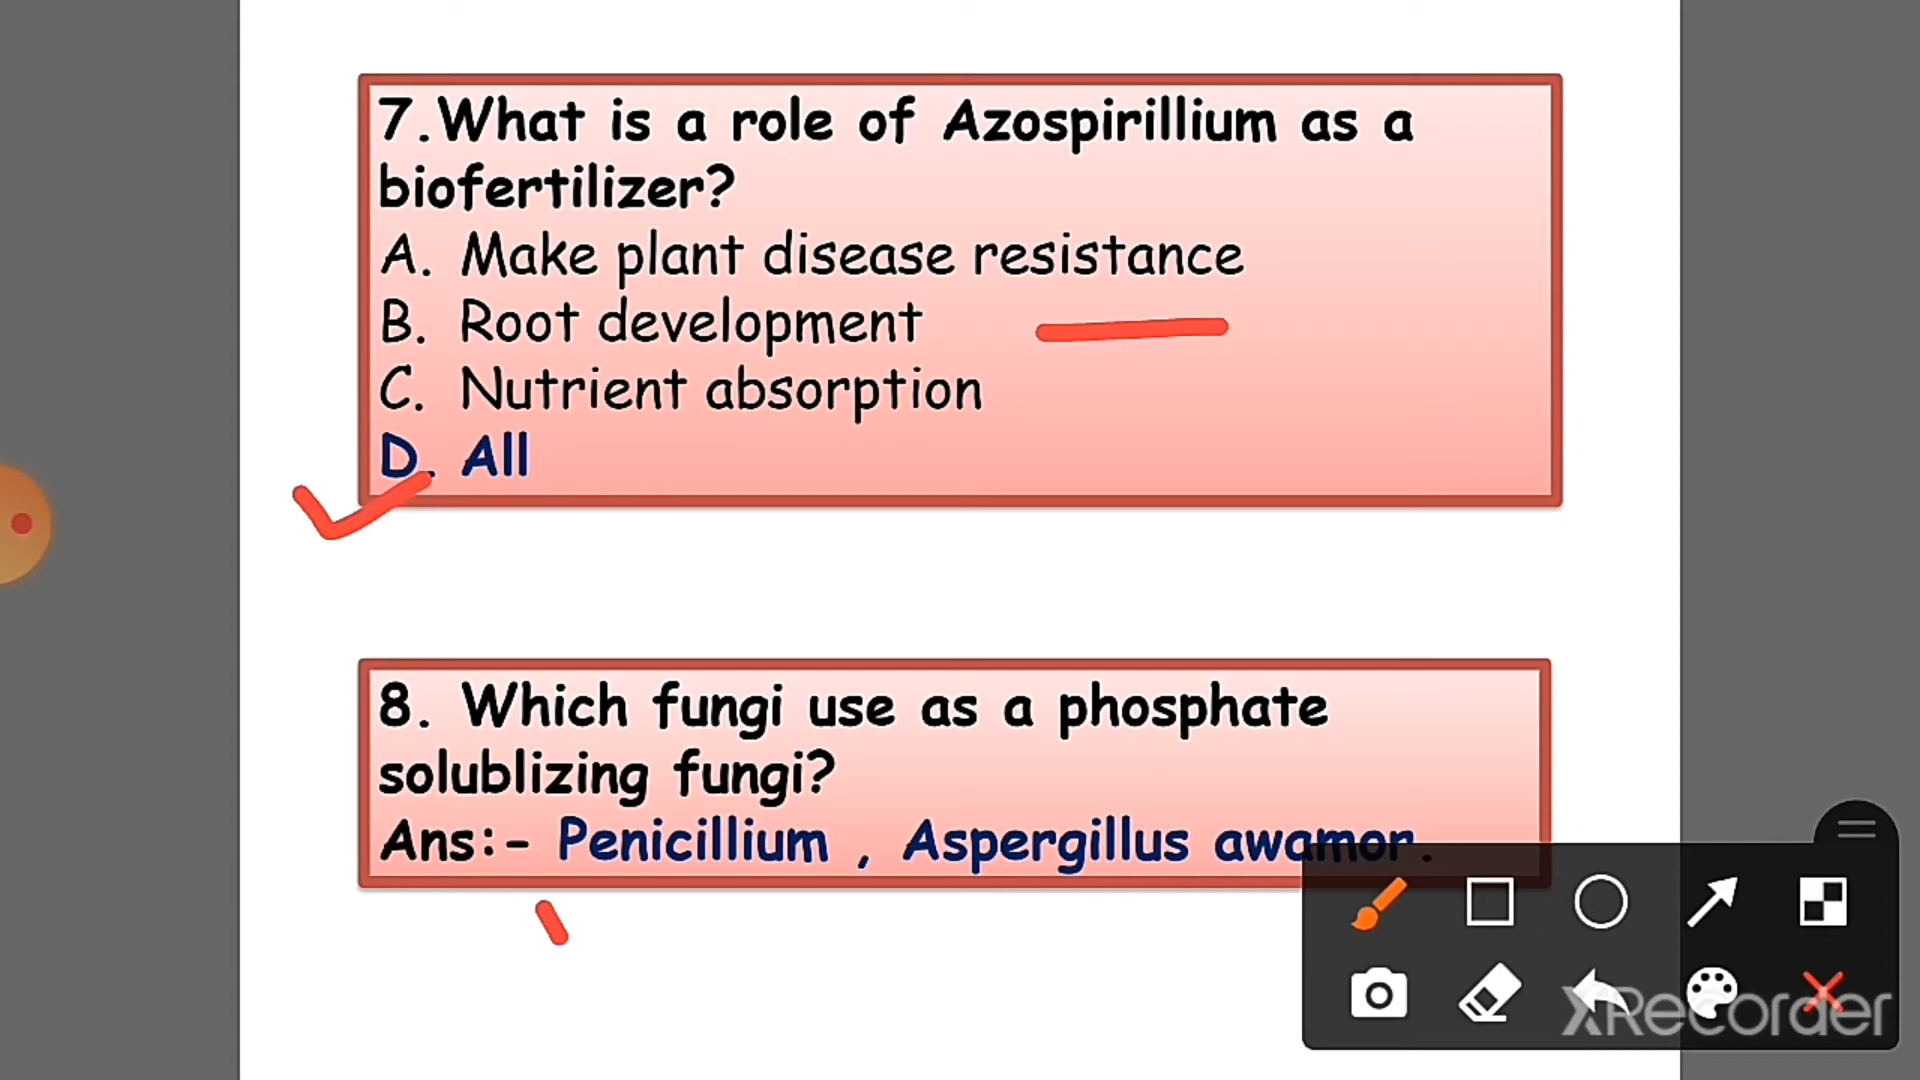 7.What is a role of Azospirillium as a
biofertilizer?
A. Make plant disease resistance
B. Root development
C. Nutrient absorption
D. All
8. Which fungi use as a phosphate
solublizing fungi?
Ans:- Penicillium , Aspergillus awamor.
XRecorder